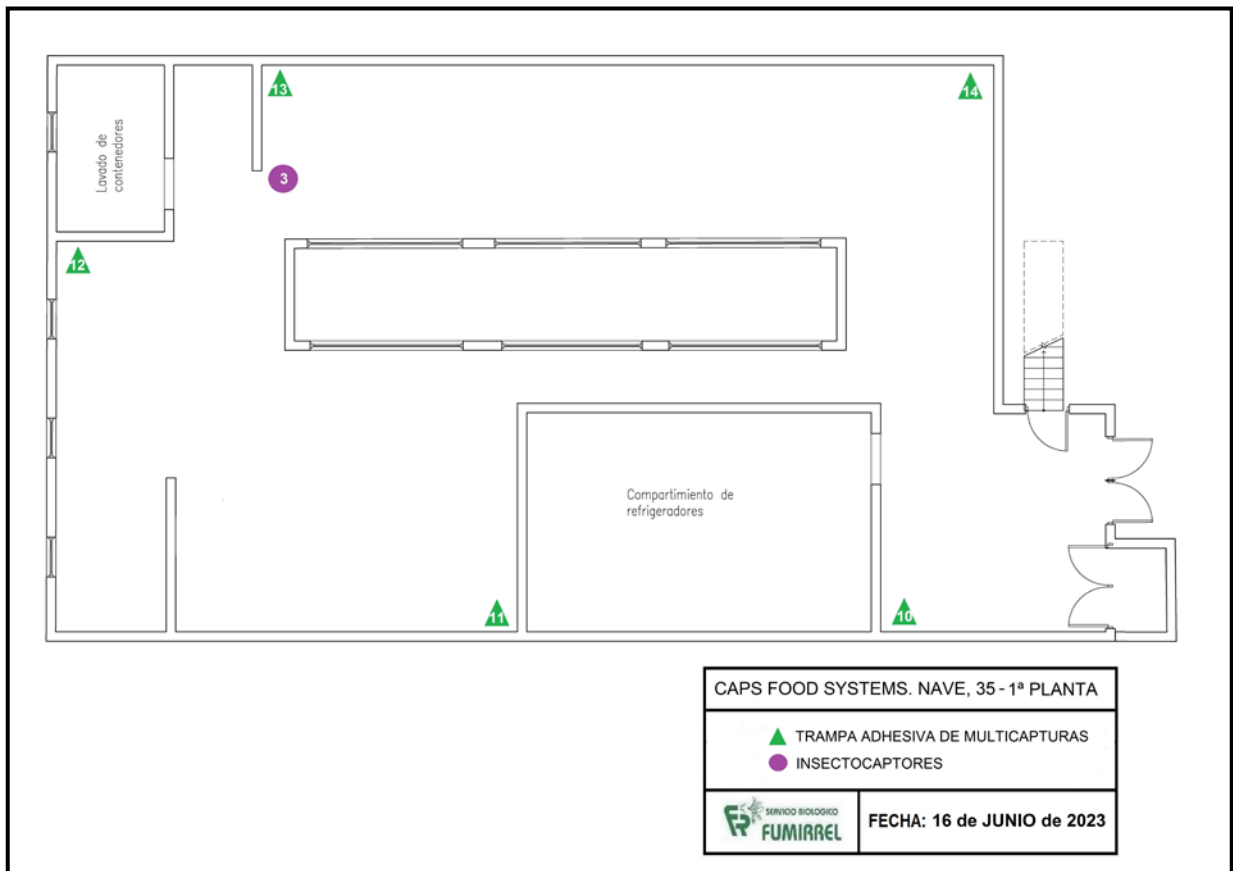 13
14
Lavado de
contenedores
3
12
Compartimiento de
refrigeradores
11
10
CAPS FOOD SYSTEMS. NAVE, 35 - 1ª PLANTA
TRAMPA ADHESIVA DE MULTICAPTURAS
INSECTOCAPTORES
FR
SERVICIO BIOLOGICO
FUMIRREL
FECHA: 16 de JUNIO de 2023